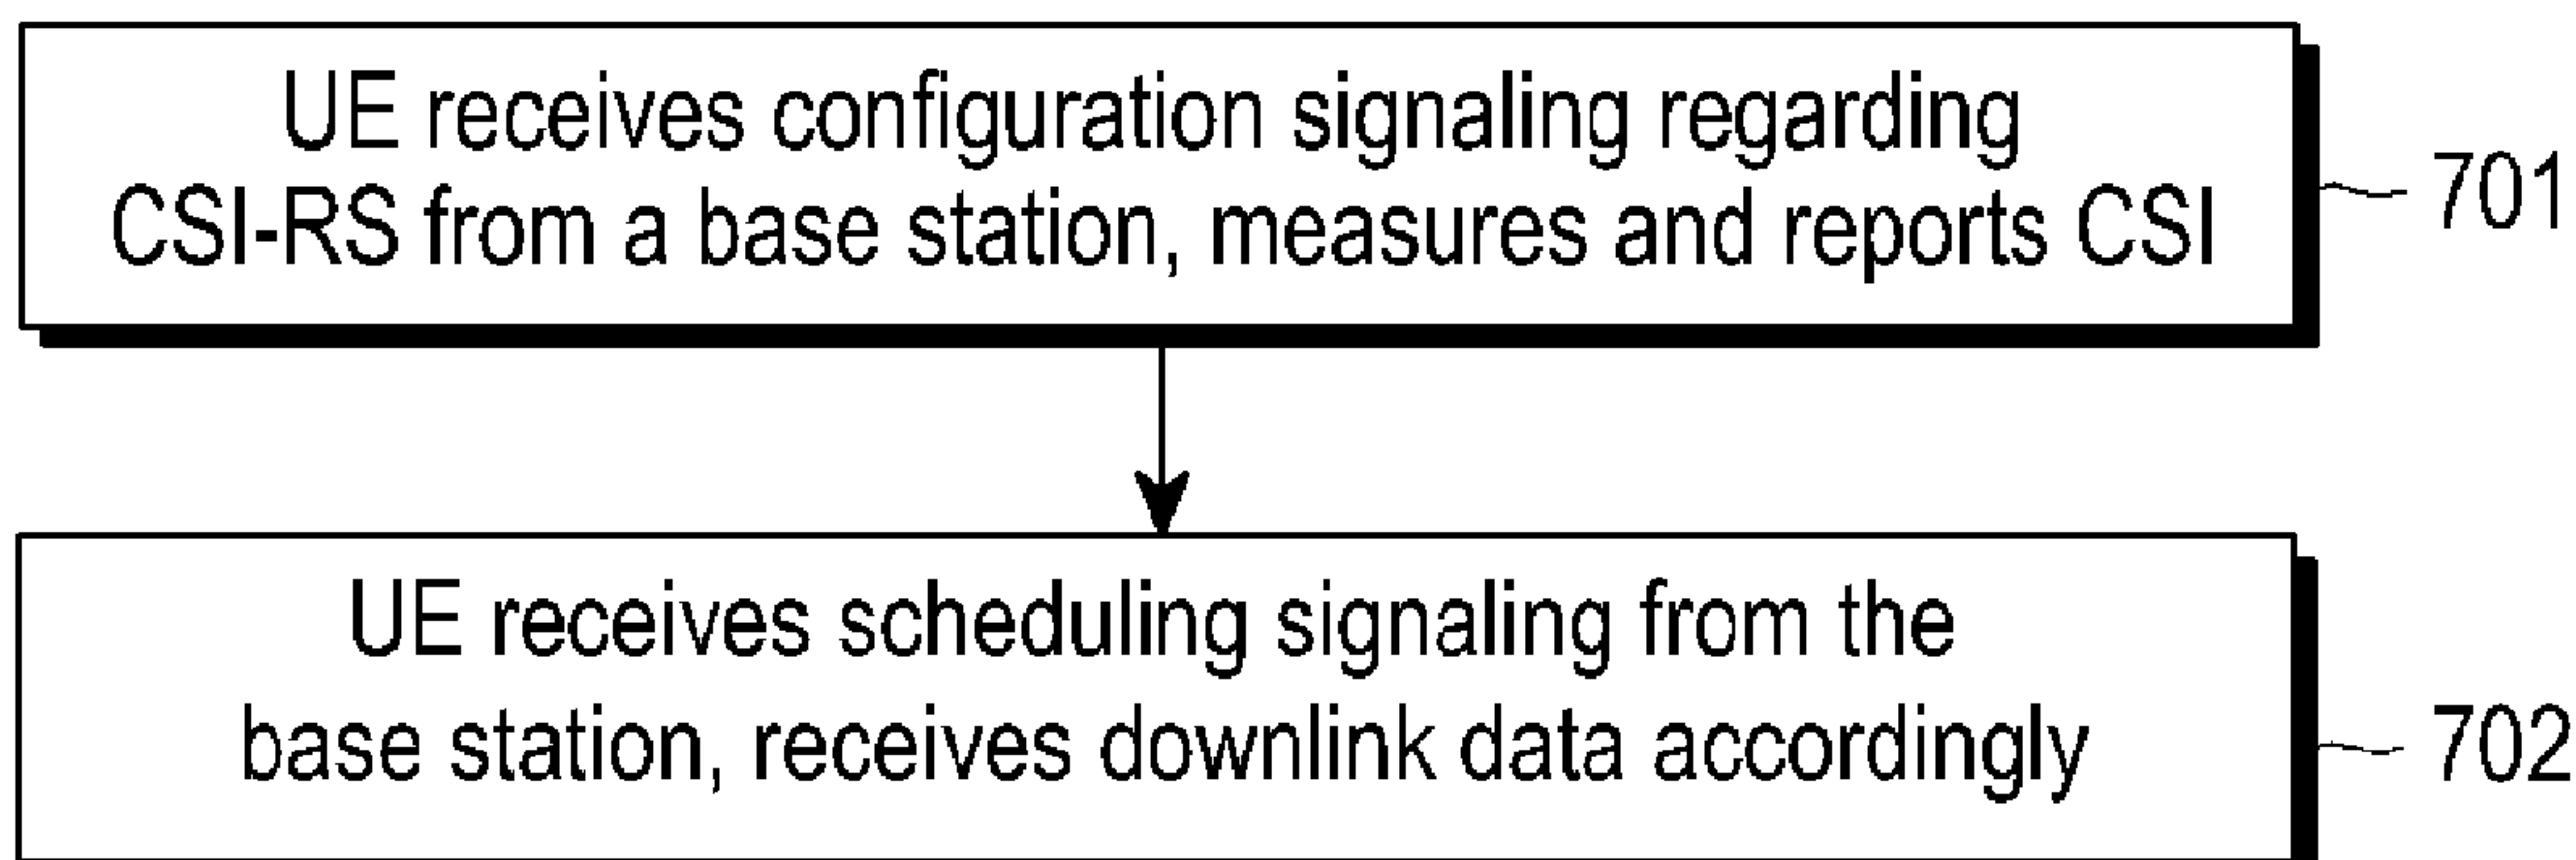 UE receives configuration signaling regarding
CSI-RS from a base station, measures and reports CSI
701
UE receives scheduling signaling from the
base station, receives downlink data accordingly
702